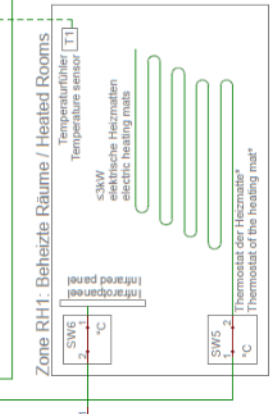 Zone RH1: Beheizte Räume / Heated Rooms
Temperaturfühler
Temperature sensor
T1
≤3kW
elektrische Heizmatten
electric heating mats
Infrarotpaneel
Infrared panel
SW6
2 1
°C
Thermostat der Heizmatte*
Thermostat of the heating mat*
SW5
1 2
°C
1